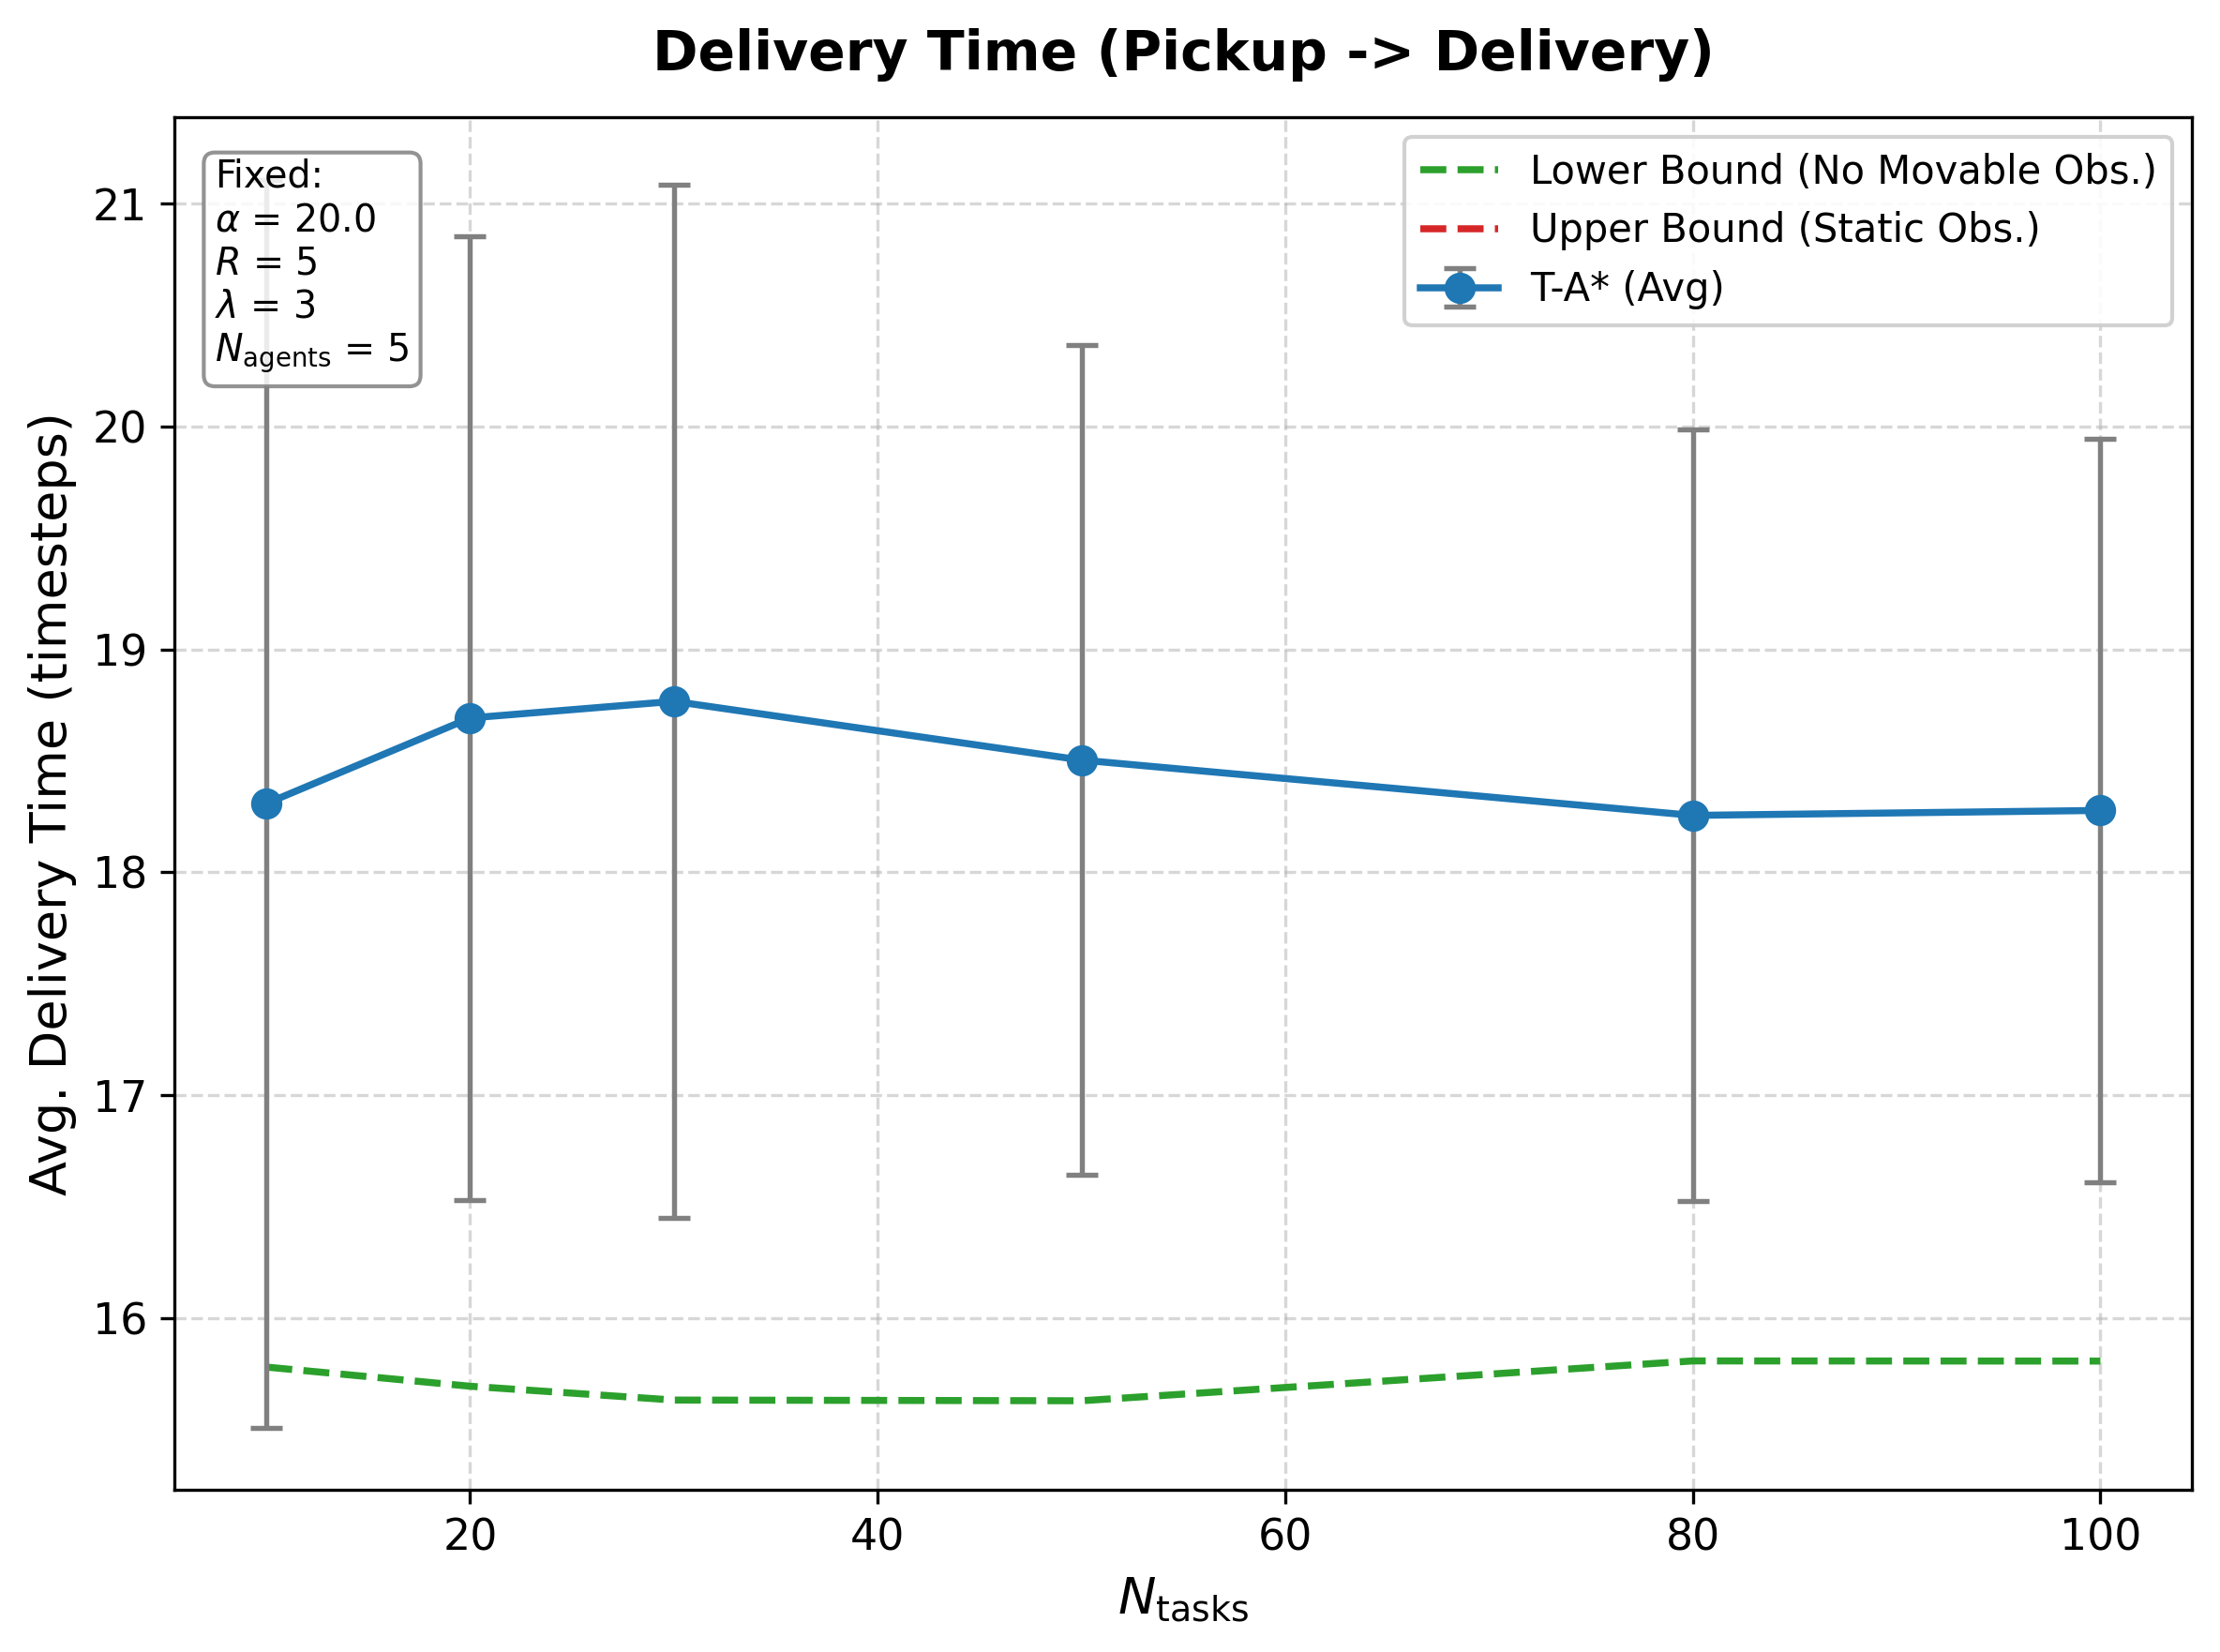 Delivery Time (Pickup -> Delivery)
Fixed:
α = 20.0
R = 5
λ = 3
N_agents = 5
Lower Bound (No Movable Obs.)
Upper Bound (Static Obs.)
T-A* (Avg)
Avg. Delivery Time (timesteps)
21
20
19
18
17
16
20
40
60
80
100
N_tasks